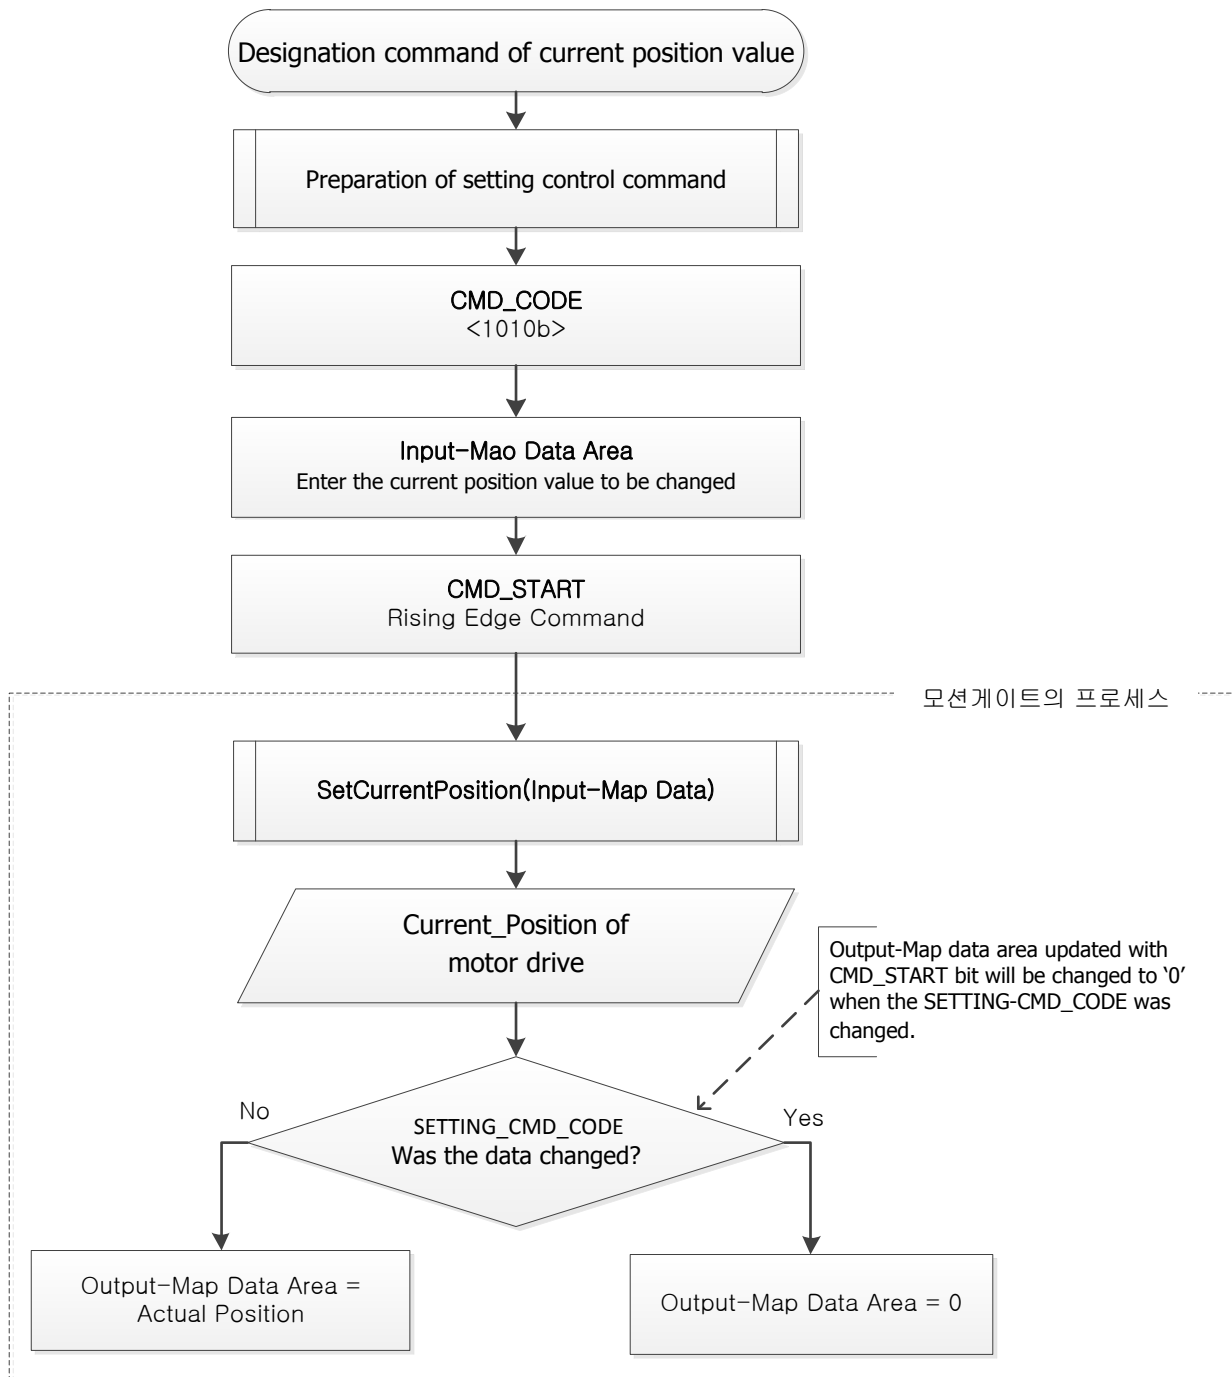 Designation command of current position value
Preparation of setting control command
CMD_CODE
<1010b>
Input-Mao Data Area
Enter the current position value to be changed
CMD_START
Rising Edge Command
모션게이트의 프로세스
SetCurrentPosition(Input-Map Data)
Current_Position of
motor drive
Output-Map data area updated with
CMD_START bit will be changed to ‘0’
when the SETTING-CMD_CODE was
changed.
No
SETTING_CMD_CODE
Was the data changed?
Yes
Output-Map Data Area =
Actual Position
Output-Map Data Area = 0